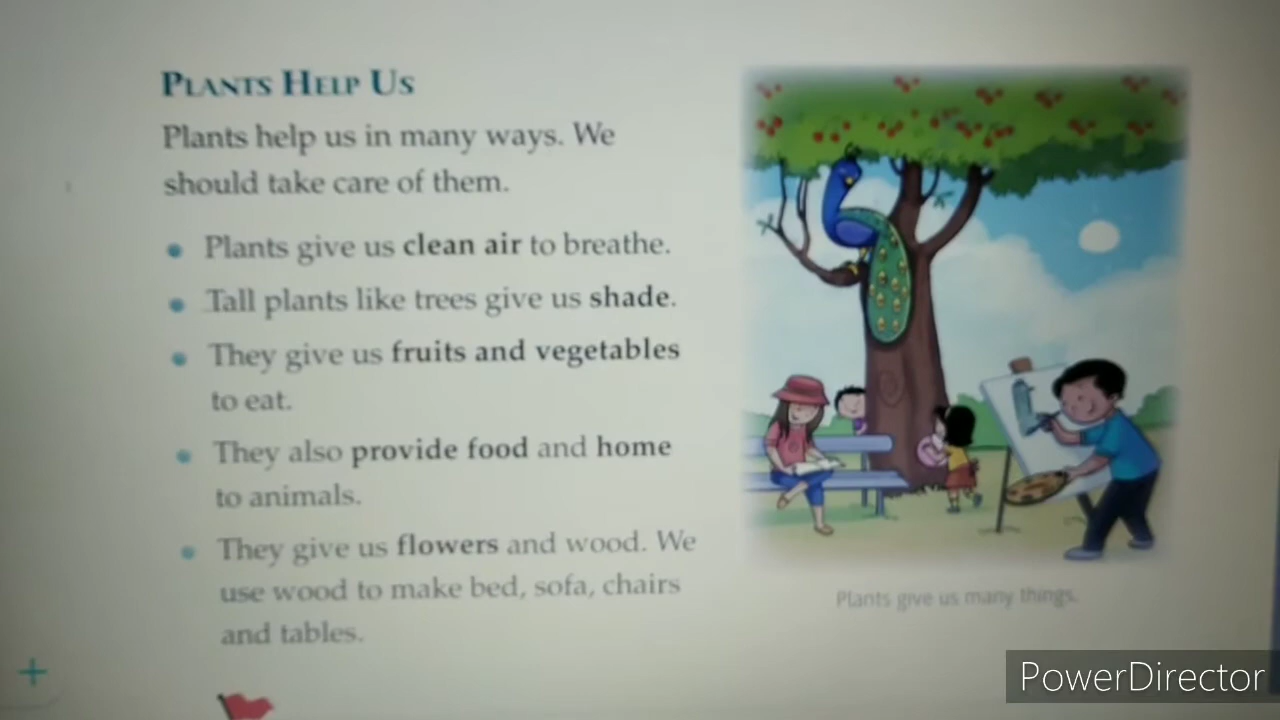 PLANTS HELP US
Plants help us in many ways. We
should take care of them.
Plants give us clean air to breathe.
Tall plants like trees give us shade.
They give us fruits and vegetables
to eat.
They also provide food and home
to animals.
They give us flowers and wood. We
use wood to make bed, sofa, chairs
and tables.
Plants give us many things.
PowerDirector